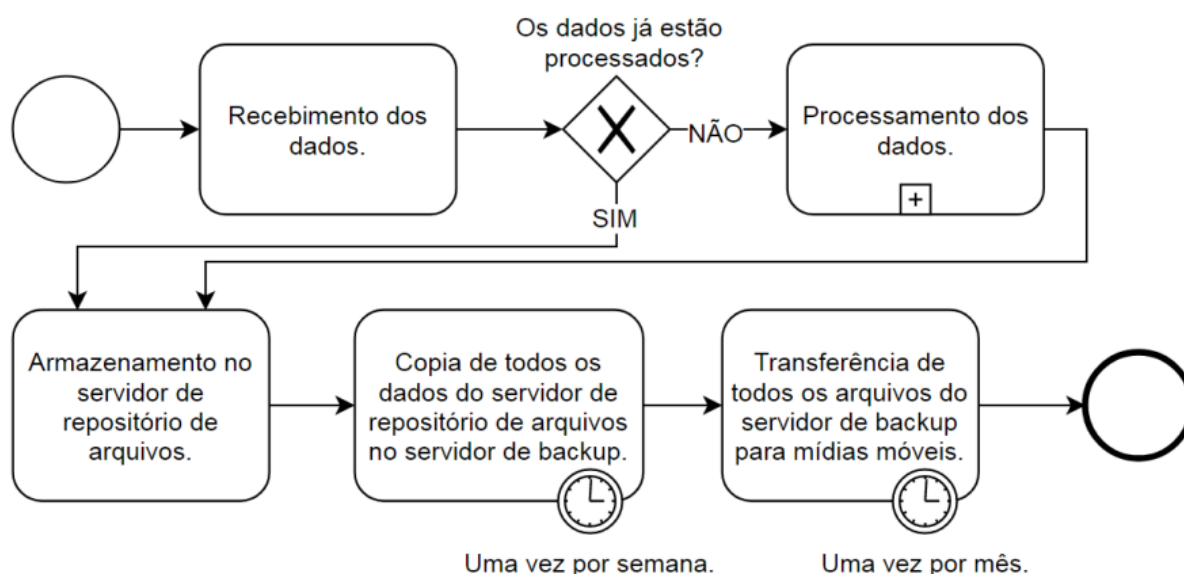 Os dados já estão
processados?
Recebimento dos
dados.
NÃO
Processamento dos
dados.
SIM
Armazenamento no
servidor de
repositório de
arquivos.
Copia de todos os
dados do servidor de
repositório de arquivos
no servidor de backup.
Uma vez por semana.
Transferência de
todos os arquivos do
servidor de backup
para mídias móveis.
Uma vez por mês.